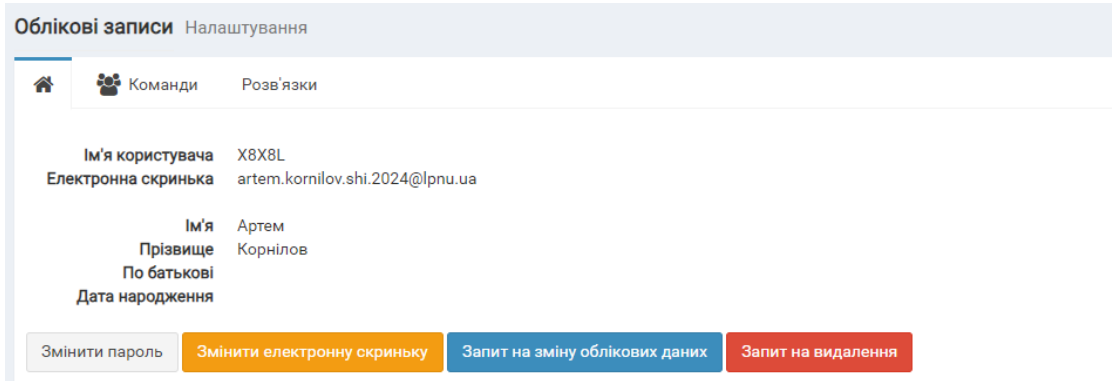 Облікові записи Налаштування
Команди Розв'язки
Ім'я користувача X8X8L
Електронна скринька artem.kornilov.shi.2024@lpnu.ua
Ім'я Артем
Прізвище Корнілов
По батькові
Дата народження
Змінити пароль Змінити електронну скриньку Запит на зміну облікових даних Запит на видалення